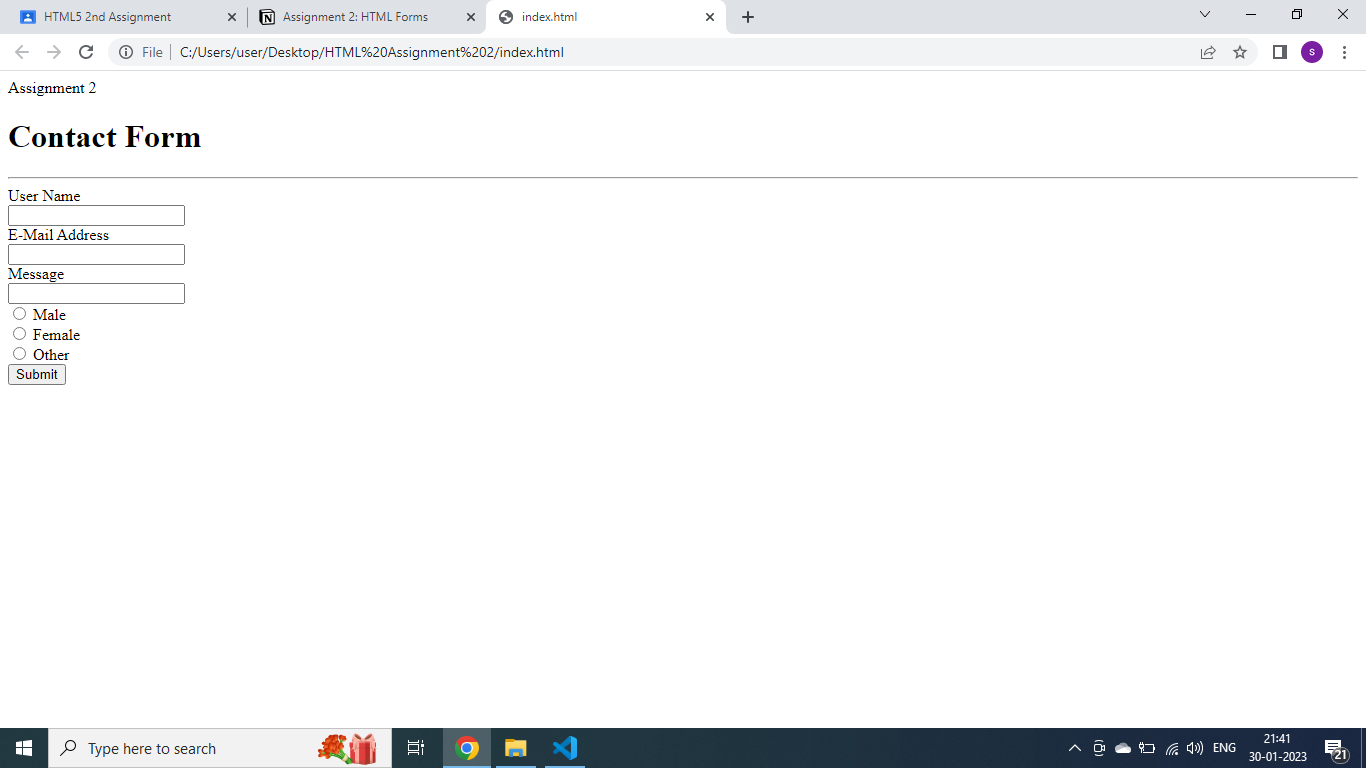 HTML5 2nd Assignment
Assignment 2: HTML Forms
index.html
File
C:/Users/user/Desktop/HTML%20Assignment%202/index.html
s
Assignment 2
Contact Form
User Name
E-Mail Address
Message
Male
Female
Other
Submit
Type here to search
ENG
21:41
30-01-2023
21